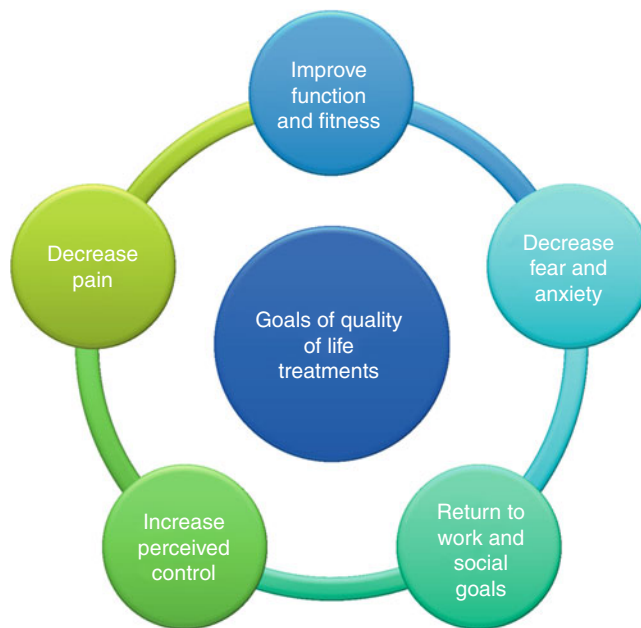 Improve
function
and fitness
Decrease
fear and
anxiety
Return to
work and
social
goals
Increase
perceived
control
Decrease
pain
Goals of quality
of life
treatments